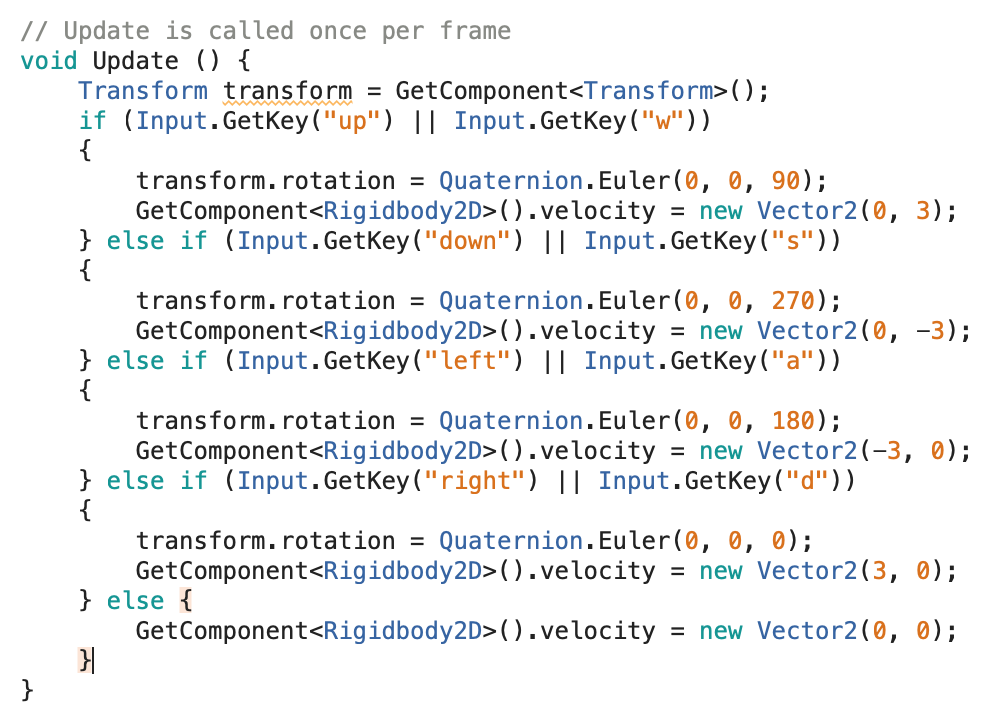 // Update is called once per frame
void Update () {
    Transform transform = GetComponent<Transform>();
    if (Input.GetKey("up") || Input.GetKey("w"))
    {
        transform.rotation = Quaternion.Euler(0, 0, 90);
        GetComponent<Rigidbody2D>().velocity = new Vector2(0, 3);
    } else if (Input.GetKey("down") || Input.GetKey("s"))
    {
        transform.rotation = Quaternion.Euler(0, 0, 270);
        GetComponent<Rigidbody2D>().velocity = new Vector2(0, -3);
    } else if (Input.GetKey("left") || Input.GetKey("a"))
    {
        transform.rotation = Quaternion.Euler(0, 0, 180);
        GetComponent<Rigidbody2D>().velocity = new Vector2(-3, 0);
    } else if (Input.GetKey("right") || Input.GetKey("d"))
    {
        transform.rotation = Quaternion.Euler(0, 0, 0);
        GetComponent<Rigidbody2D>().velocity = new Vector2(3, 0);
    } else {
        GetComponent<Rigidbody2D>().velocity = new Vector2(0, 0);
    }
}